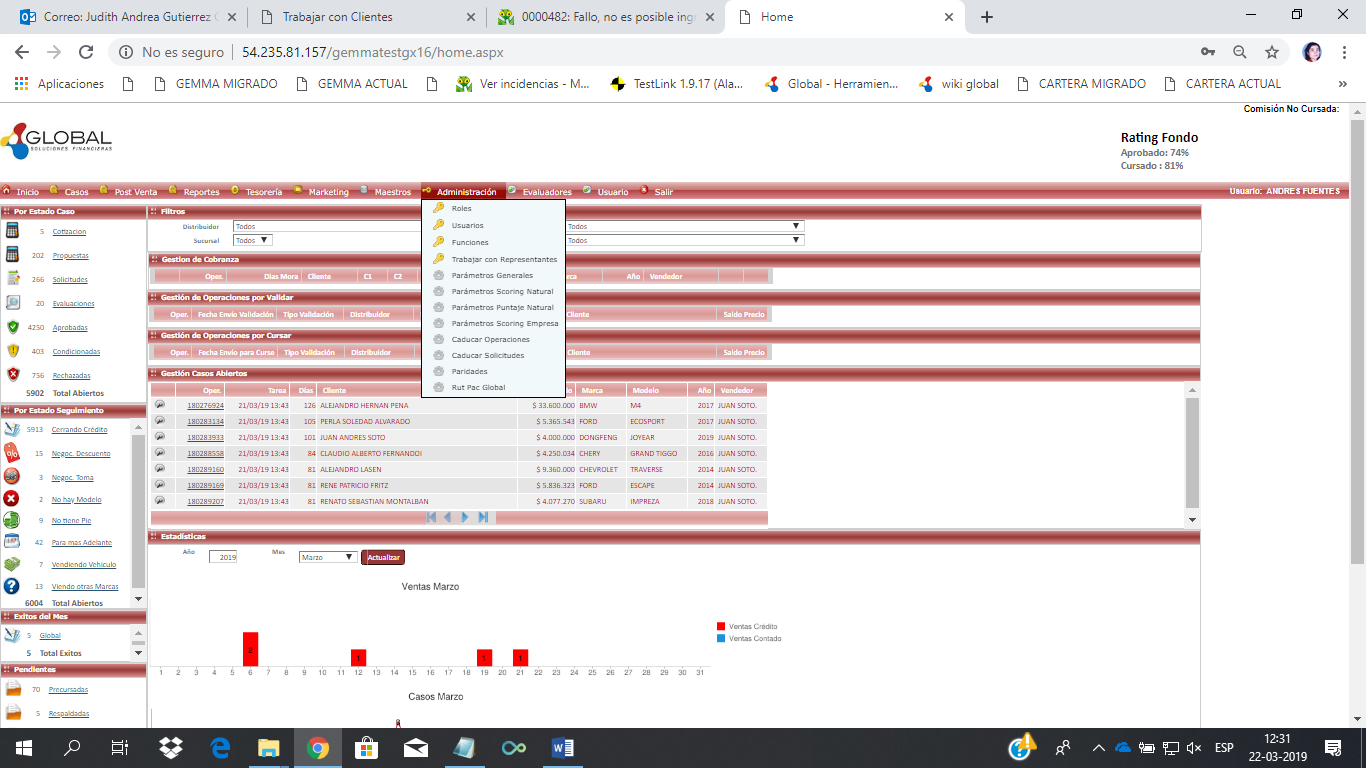 Correo: Judith Andrea Gutierrez
Trabajar con Clientes
0000482: Fallo, no es posible ing
Home
No es seguro | 54.235.81.157/gemmatestgx16/home.aspx
Aplicaciones GEMMA MIGRADO GEMMA ACTUAL Ver incidencias - M... TestLink 1.9.17 (Ala... Global - Herramien... wiki global CARTERA MIGRADO CARTERA ACTUAL »
Comisión No Cursada:
GLOBAL
SOLUCIONES FINANCIERAS
Rating Fondo
Aprobado: 74%
Cursado : 81%
Inicio Casos Post Venta Reportes Tesorería Marketing Maestros Administración Evaluadores Usuario Salir Usuario: ANDRES FUENTES
Roles
Usuarios
Funciones
Trabajar con Representantes
Parámetros Generales
Parámetros Scoring Natural
Parámetros Puntaje Natural
Parámetros Scoring Empresa
Caducar Operaciones
Caducar Solicitudes
Paridades
Rut Pac Global
Por Estado Caso
5 Cotizacion
202 Propuestas
266 Solicitudes
20 Evaluaciones
4250 Aprobadas
403 Condicionadas
756 Rechazadas
5902 Total Abiertos
Por Estado Seguimiento
5913 Cerrando Crédito
15 Negoc. Descuento
3 Negoc. Toma
2 No hay Modelo
9 No tiene Pie
42 Para mas Adelante
7 Vendiendo Vehiculo
13 Viendo otras Marcas
6004 Total Abiertos
Exitos del Mes
5 Global
5 Total Exitos
Pendientes
70 Precursadas
5 Respaldadas
Filtros
Distribuidor Todos Todos
Sucursal Todos Todos
Gestion de Cobranza
Oper. Dias Mora Cliente C1 C2 Año Vendedor
Gestión de Operaciones por Validar
Oper. Fecha Envío Validación Tipo Validación Distribuidor Cliente Saldo Precio
Gestión de Operaciones por Cursar
Oper. Fecha Envío para Curse Tipo Validación Distribuidor Cliente Saldo Precio
Gestión Casos Abiertos
Oper. Tarea Dias Cliente Marca Modelo Año Vendedor
180276924 21/03/19 13:43 126 ALEJANDRO HERNAN PENA $ 33.600.000 BMW M4 2017 JUAN SOTO.
180283134 21/03/19 13:43 105 PERLA SOLEDAD ALVARADO $ 5.365.543 FORD ECOSPORT 2017 JUAN SOTO.
180283933 21/03/19 13:43 101 JUAN ANDRES SOTO $ 4.000.000 DONGFENG JOYEAR 2019 JUAN SOTO.
180288558 21/03/19 13:43 84 CLAUDIO ALBERTO FERNANDOI $ 4.250.034 CHERY GRAND TIGGO 2016 JUAN SOTO.
180289160 21/03/19 13:43 81 ALEJANDRO LASEN $ 9.360.000 CHEVROLET TRAVERSE 2014 JUAN SOTO.
180289169 21/03/19 13:43 81 RENE PATRICIO FRITZ $ 5.836.323 FORD ESCAPE 2014 JUAN SOTO.
180289207 21/03/19 13:43 81 RENATO SEBASTIAN MONTALBAN $ 4.077.270 SUBARU IMPREZA 2018 JUAN SOTO.
Estadísticas
Año 2019 Mes Marzo Actualizar
Ventas Marzo
Ventas Crédito
Ventas Contado
2 1 1 1
1 2 3 4 5 6 7 8 9 10 11 12 13 14 15 16 17 18 19 20 21 22 23 24 25 26 27 28 29 30 31
Casos Marzo
ESP
12:31
22-03-2019